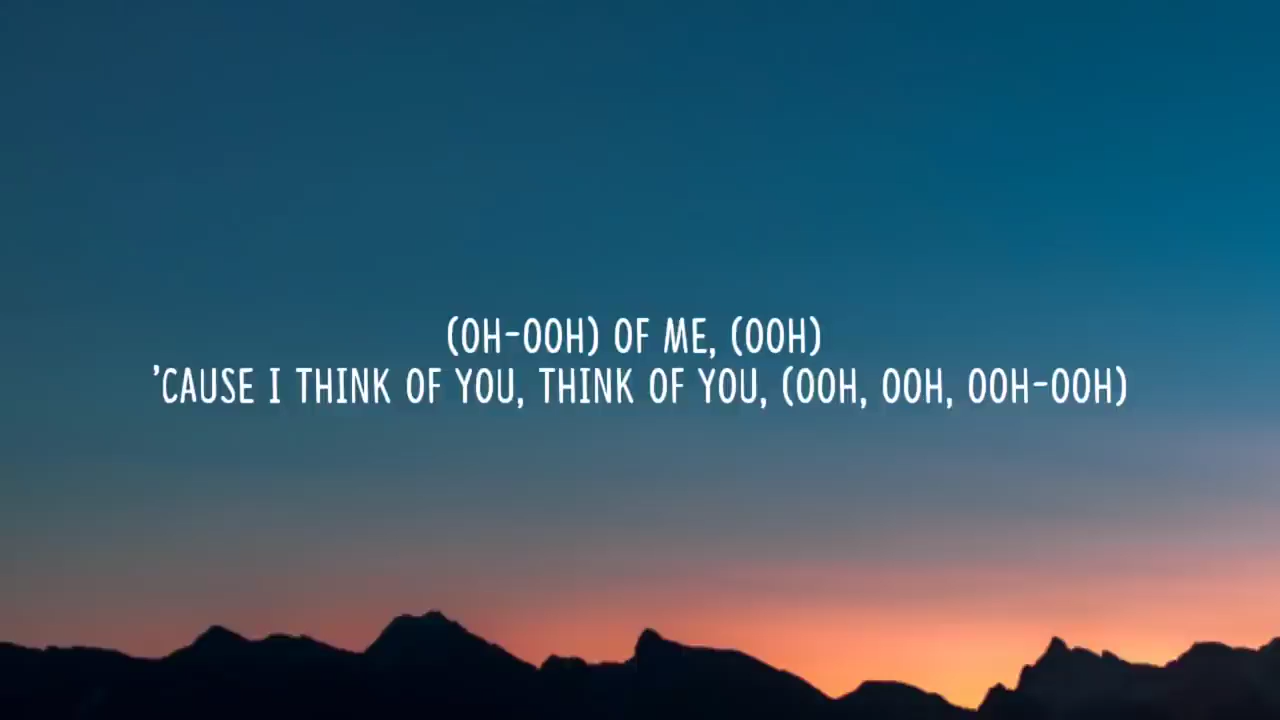 (OH-OOH) OF ME, (OOH)
'CAUSE I THINK OF YOU, THINK OF YOU, (OOH, OOH, OOH-OOH)